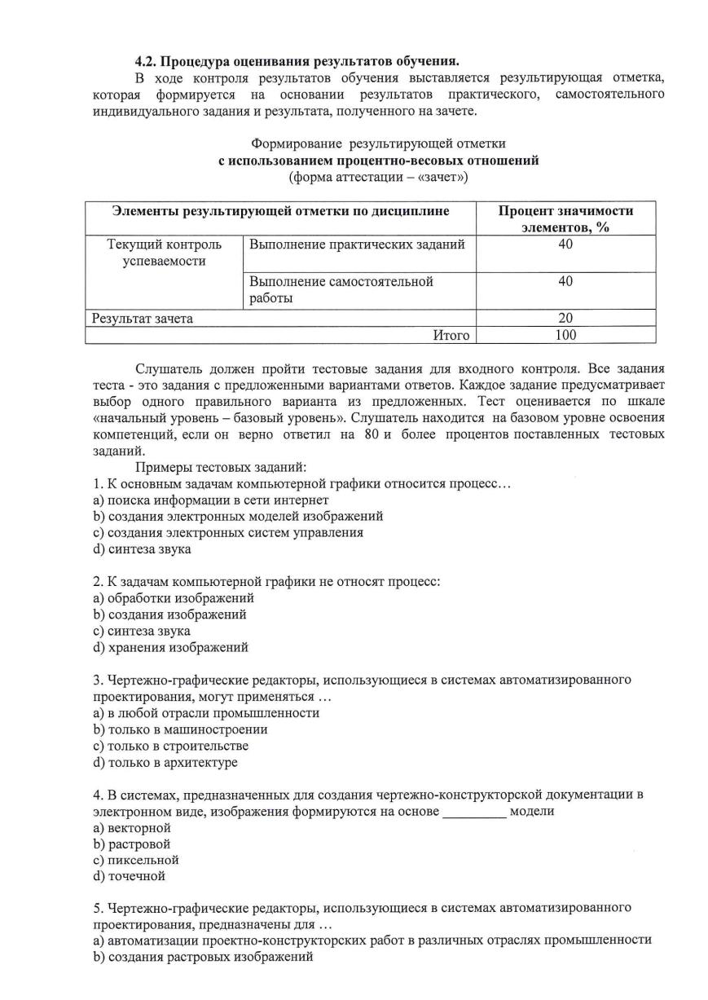 4.2. Процедура оценивания результатов обучения.
В ходе контроля результатов обучения выставляется результирующая отметка,
которая формируется на основании результатов практического, самостоятельного
индивидуального задания и результата, полученного на зачете.
Формирование результирующей отметки
с использованием процентно-весовых отношений
(форма аттестации – «зачет»)
Элементы результирующей отметки по дисциплине
Процент значимости
элементов, %
Текущий контроль
успеваемости
Выполнение практических заданий
40
Выполнение самостоятельной
работы
40
Результат зачета
20
Итого
100
Слушатель должен пройти тестовые задания для входного контроля. Все задания
теста - это задания с предложенными вариантами ответов. Каждое задание предусматривает
выбор одного правильного варианта из предложенных. Тест оценивается по шкале
«начальный уровень – базовый уровень». Слушатель находится на базовом уровне освоения
компетенций, если он верно ответил на 80 и более процентов поставленных тестовых
заданий.
Примеры тестовых заданий:
1. К основным задачам компьютерной графики относится процесс…
a) поиска информации в сети интернет
b) создания электронных моделей изображений
c) создания электронных систем управления
d) синтеза звука
2. К задачам компьютерной графики не относят процесс:
a) обработки изображений
b) создания изображений
c) синтеза звука
d) хранения изображений
3. Чертежно-графические редакторы, использующиеся в системах автоматизированного
проектирования, могут применяться …
a) в любой отрасли промышленности
b) только в машиностроении
c) только в строительстве
d) только в архитектуре
4. В системах, предназначенных для создания чертежно-конструкторской документации в
электронном виде, изображения формируются на основе __________ модели
a) векторной
b) растровой
c) пиксельной
d) точечной
5. Чертежно-графические редакторы, использующиеся в системах автоматизированного
проектирования, предназначены для …
a) автоматизации проектно-конструкторских работ в различных отраслях промышленности
b) создания растровых изображений